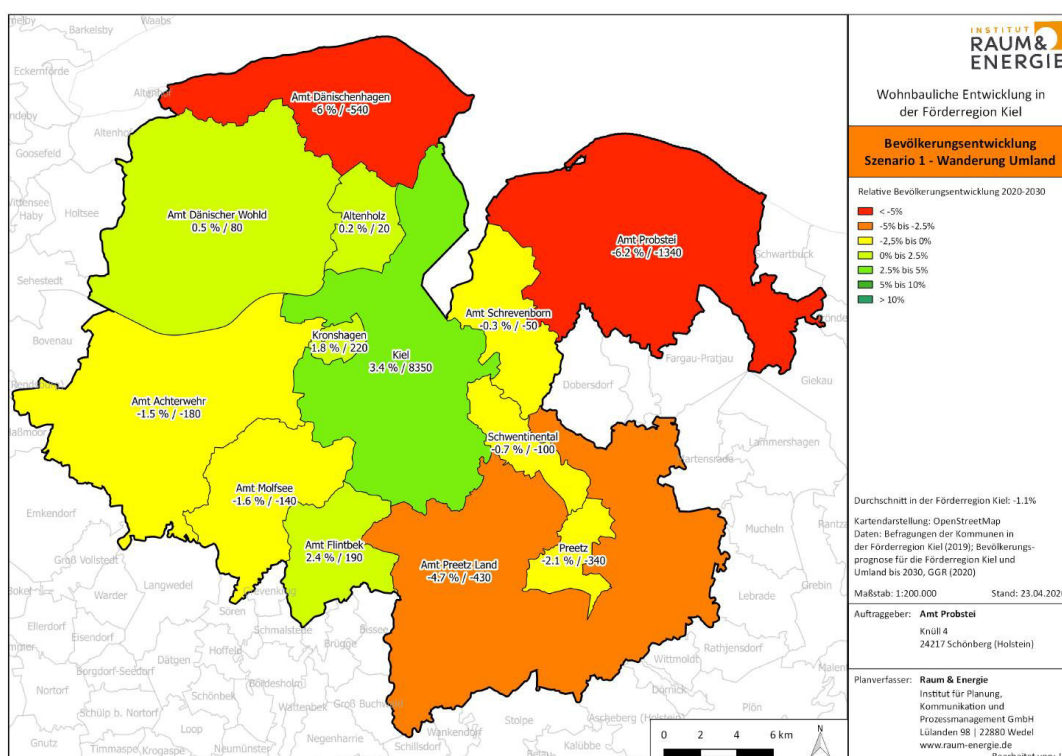 Waabs
Barkelsby
Eckernförde
Altenhof
Goosefeld
Holtsee
Haby
Sehestedt
Bovenau
Emkendorf
Groß Vollstedt
Langwedel
Warder
Ellerdorf
Eisendorf
Dätgen
Borgdorf-Seedorf
Nortorf
Schülp b. Nortorf
Gnutz
Timmaspe
Krogaspe
Loop
Neumünster
Schönbek
Hoffeld
Sören
Schmalstede
Bordesholm
Wattenbek
Brügge
Bissee
Groß Buchwald
Negenharrie
Schillsdorf
Wankendorf
Stolpe
Kalübbe
Ascheberg (Holstein)
Dörnick
Plön
Wittmoldt
Rathjensdorf
Lebrade
Grebin
Mucheln
Lammershagen
Giekau
Fargau-Pratjau
Dobersdorf
Schwartbuck
Amt Dänischenhagen
-6 % / -540
Amt Dänischer Wohld
0.5 % / 80
Altenholz
0.2 % / 20
Amt Probstei
-6.2 % / -1340
Amt Schrevenborn
-0.3 % / -50
Kronshagen
1.8 % / 220
Kiel
3.4 % / 8350
Amt Achterwehr
-1.5 % / -180
Schwentinental
-0.7 % / -100
Amt Molfsee
-1.6 % / -140
Amt Flintbek
2.4 % / 190
Amt Preetz Land
-4.7 % / -430
Preetz
-2.1 % / -340
0 2 4 6 km
N
INSTITUT
RAUM &
ENERGIE
Wohnbauliche Entwicklung in
der Förderregion Kiel
Bevölkerungsentwicklung
Szenario 1 - Wanderung Umland
Relative Bevölkerungsentwicklung 2020-2030
< -5%
-5% bis -2.5%
-2,5% bis 0%
0% bis 2.5%
2.5% bis 5%
5% bis 10%
> 10%
Durchschnitt in der Förderregion Kiel: -1.1%
Kartendarstellung: OpenStreetMap
Daten: Befragungen der Kommunen in
der Förderregion Kiel (2019); Bevölkerungs-
prognose für die Förderregion Kiel und
Umland bis 2030, GGR (2020)
Maßstab: 1:200.000 Stand: 23.04.2020
Auftraggeber: Amt Probstei
Knüll 4
24217 Schönberg (Holstein)
Planverfasser: Raum & Energie
Institut für Planung,
Kommunikation und
Prozessmanagement GmbH
Lülanden 98 | 22880 Wedel
www.raum-energie.de